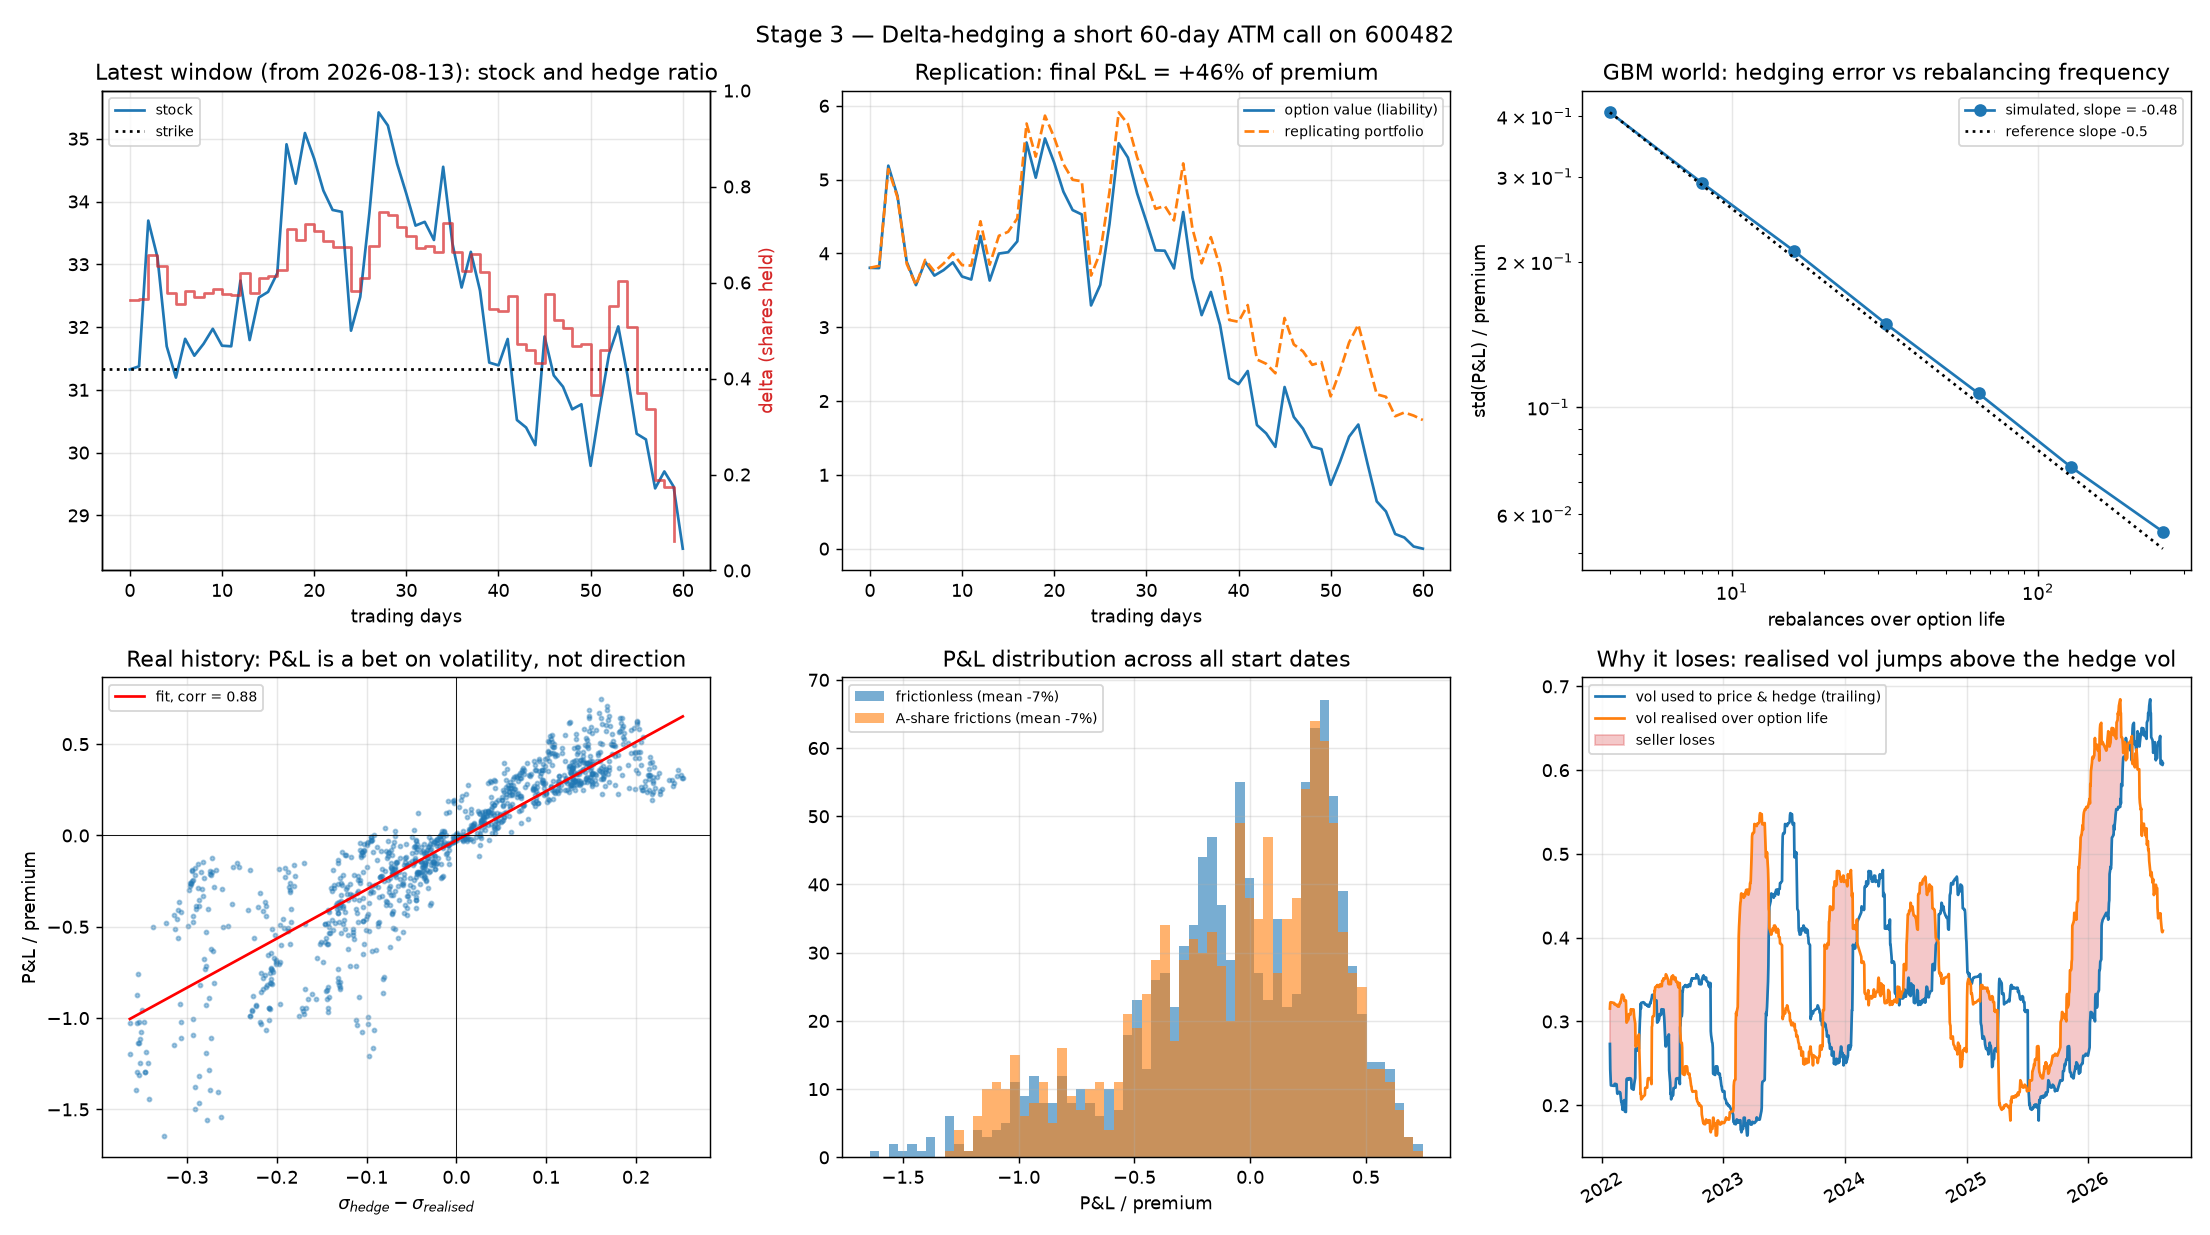 Stage 3 — Delta-hedging a short 60-day ATM call on 600482
Latest window (from 2026-08-13): stock and hedge ratio
stock
strike
35
34
33
32
31
30
29
1.0
0.8
0.6
0.4
0.2
0.0
delta (shares held)
0 10 20 30 40 50 60
trading days
Replication: final P&L = +46% of premium
option value (liability)
replicating portfolio
6
5
4
3
2
1
0
0 10 20 30 40 50 60
trading days
GBM world: hedging error vs rebalancing frequency
simulated, slope = -0.48
reference slope -0.5
std(P&L) / premium
4 × 10⁻¹
3 × 10⁻¹
2 × 10⁻¹
10⁻¹
6 × 10⁻²
10¹ 10²
rebalances over option life
Real history: P&L is a bet on volatility, not direction
fit, corr = 0.88
P&L / premium
0.5
0.0
−0.5
−1.0
−1.5
−0.3 −0.2 −0.1 0.0 0.1 0.2
σhedge − σrealised
P&L distribution across all start dates
frictionless (mean -7%)
A-share frictions (mean -7%)
70
60
50
40
30
20
10
0
−1.5 −1.0 −0.5 0.0 0.5
P&L / premium
Why it loses: realised vol jumps above the hedge vol
vol used to price & hedge (trailing)
vol realised over option life
seller loses
0.7
0.6
0.5
0.4
0.3
0.2
2022 2023 2024 2025 2026